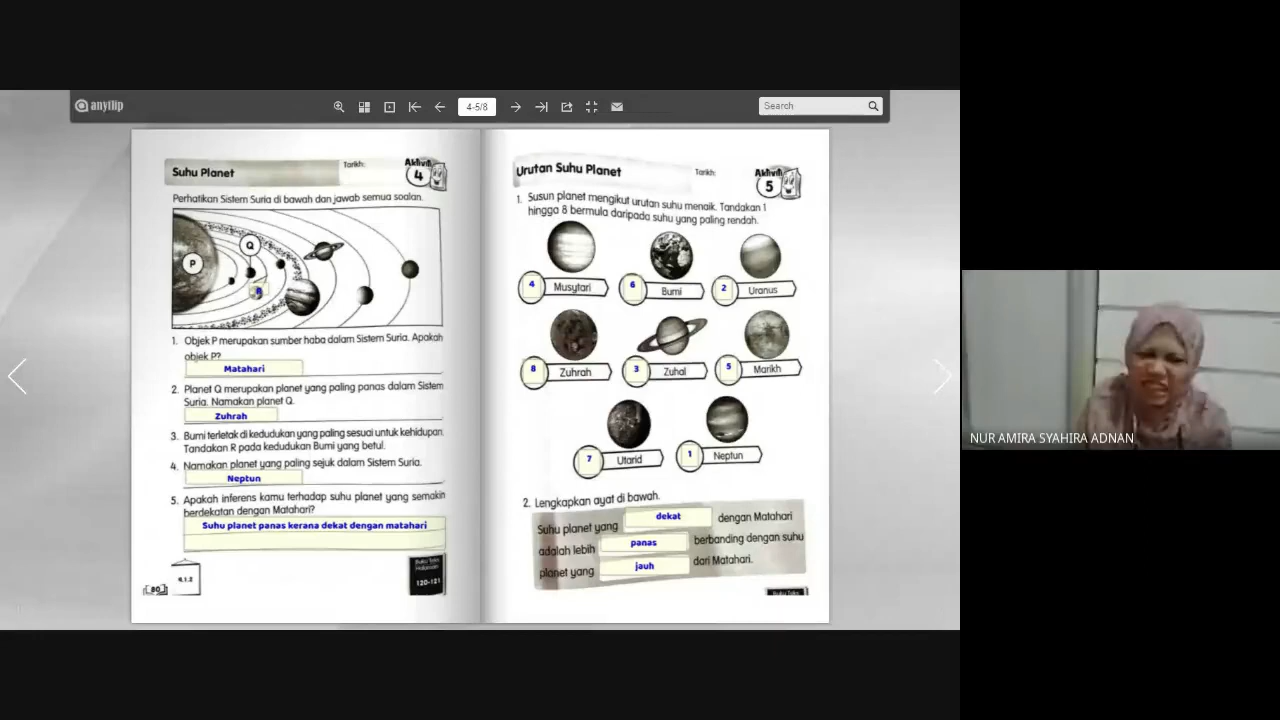 anyflip
4-5/8
Search
Suhu Planet
Tarikh:
Aktiviti
4
Perhatikan Sistem Suria di bawah dan jawab semua soalan.
P
Q
R
1. Objek P merupakan sumber haba dalam Sistem Suria. Apakah
objek P?
Matahari
2. Planet Q merupakan planet yang paling panas dalam Sistem
Suria. Namakan planet Q.
Zuhrah
3. Bumi terletak di kedudukan yang paling sesuai untuk kehidupan.
Tandakan R pada kedudukan Bumi yang betul.
4. Namakan planet yang paling sejuk dalam Sistem Suria.
Neptun
5. Apakah inferens kamu terhadap suhu planet yang semakin
berdekatan dengan Matahari?
Suhu planet panas kerana dekat dengan matahari
80
9.1.2
Buku Teks
Halaman
120-121
Urutan Suhu Planet
Tarikh:
Aktiviti
5
1. Susun planet mengikut urutan suhu menaik. Tandakan 1
hingga 8 bermula daripada suhu yang paling rendah.
4 Musytari
6 Bumi
2 Uranus
8 Zuhrah
3 Zuhal
5 Marikh
7 Utarid
1 Neptun
2. Lengkapkan ayat di bawah.
Suhu planet yang dekat dengan Matahari
adalah lebih panas berbanding dengan suhu
planet yang jauh dari Matahari.
Buku Teks
NUR AMIRA SYAHIRA ADNAN